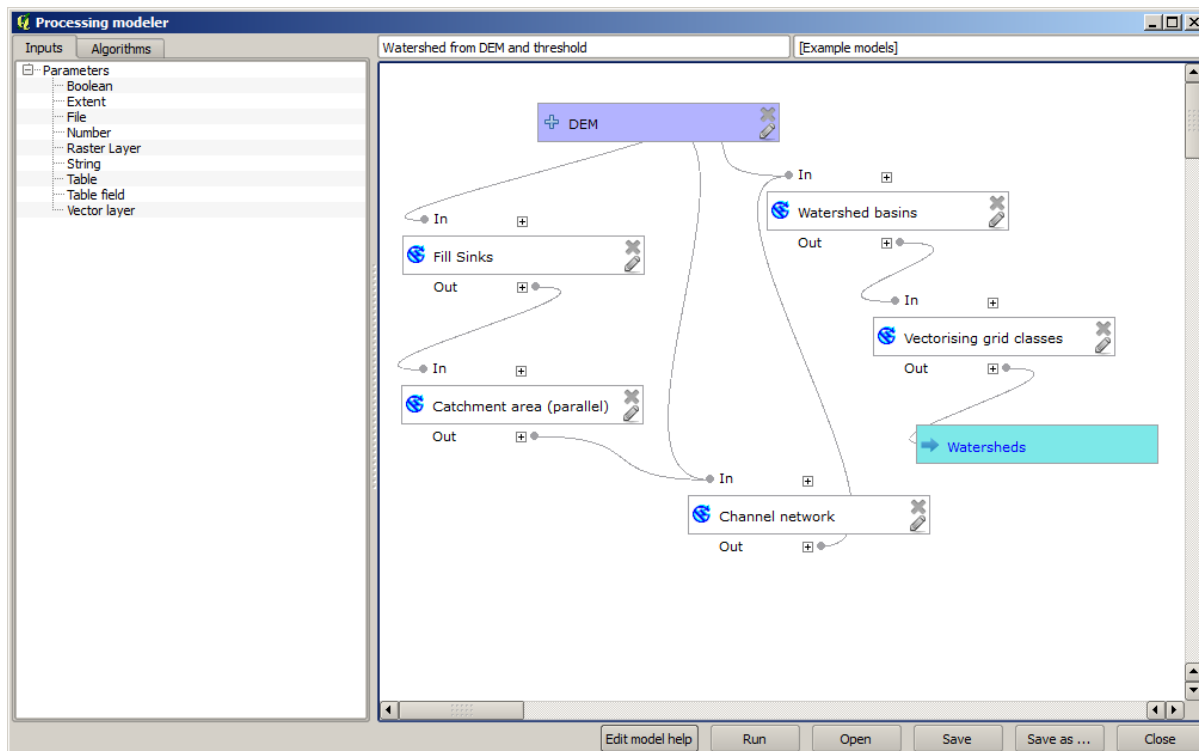 Processing modeler
Inputs
Algorithms
Parameters
Boolean
Extent
File
Number
Raster Layer
String
Table
Table field
Vector layer
Watershed from DEM and threshold
[Example models]
DEM
In
Fill Sinks
Out
In
Catchment area (parallel)
Out
In
Watershed basins
Out
In
Vectorising grid classes
Out
Watersheds
In
Channel network
Out
Edit model help
Run
Open
Save
Save as ...
Close